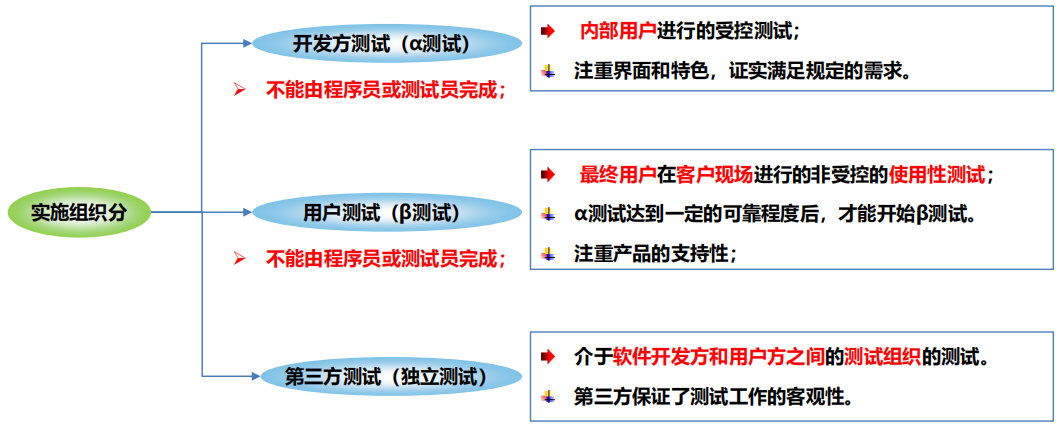 实施组织分
开发方测试（α测试）
不能由程序员或测试员完成；
内部用户进行的受控测试；
注重界面和特色，证实满足规定的需求。
用户测试（β测试）
不能由程序员或测试员完成；
最终用户在客户现场进行的非受控的使用性测试；
α测试达到一定的可靠程度后，才能开始β测试。
注重产品的支持性；
第三方测试（独立测试）
介于软件开发方和用户方之间的测试组织的测试。
第三方保证了测试工作的客观性。